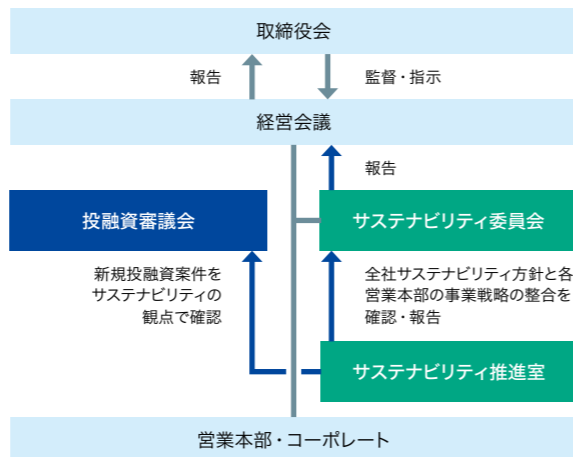 取締役会
報告
監督・指示
経営会議
報告
投融資審議会
サステナビリティ委員会
新規投融資案件を
サステナビリティの
観点で確認
全社サステナビリティ方針と各
営業本部の事業戦略の整合を
確認・報告
サステナビリティ推進室
営業本部・コーポレート